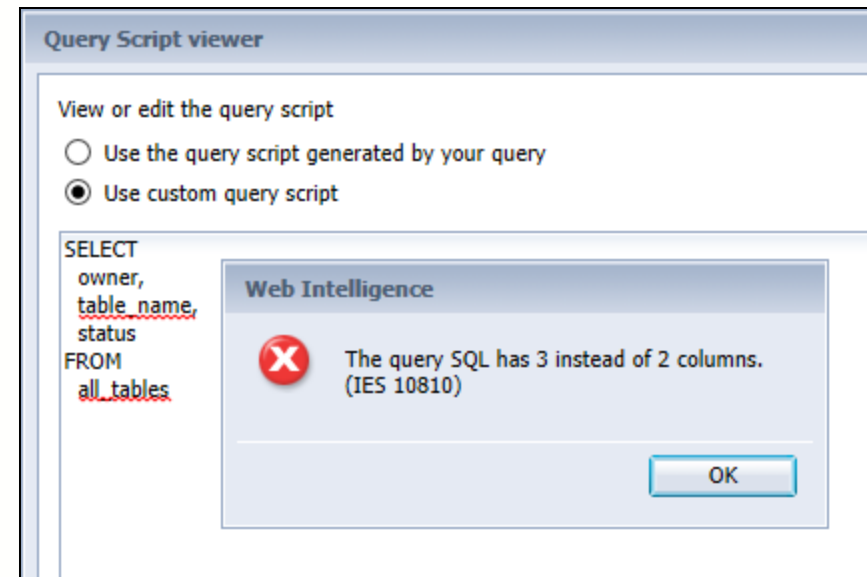 Query Script viewer
View or edit the query script
Use the query script generated by your query
Use custom query script
SELECT
owner,
table_name,
status
FROM
all_tables
Web Intelligence
The query SQL has 3 instead of 2 columns.
(IES 10810)
OK